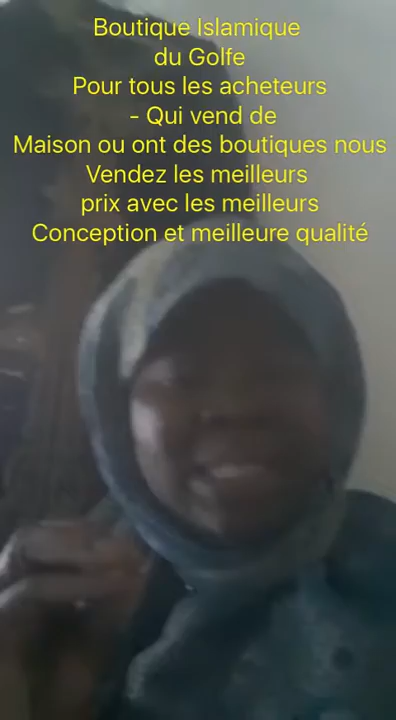 Boutique Islamique
du Golfe
Pour tous les acheteurs
- Qui vend de
Maison ou ont des boutiques nous
Vendez les meilleurs
prix avec les meilleurs
Conception et meilleure qualité